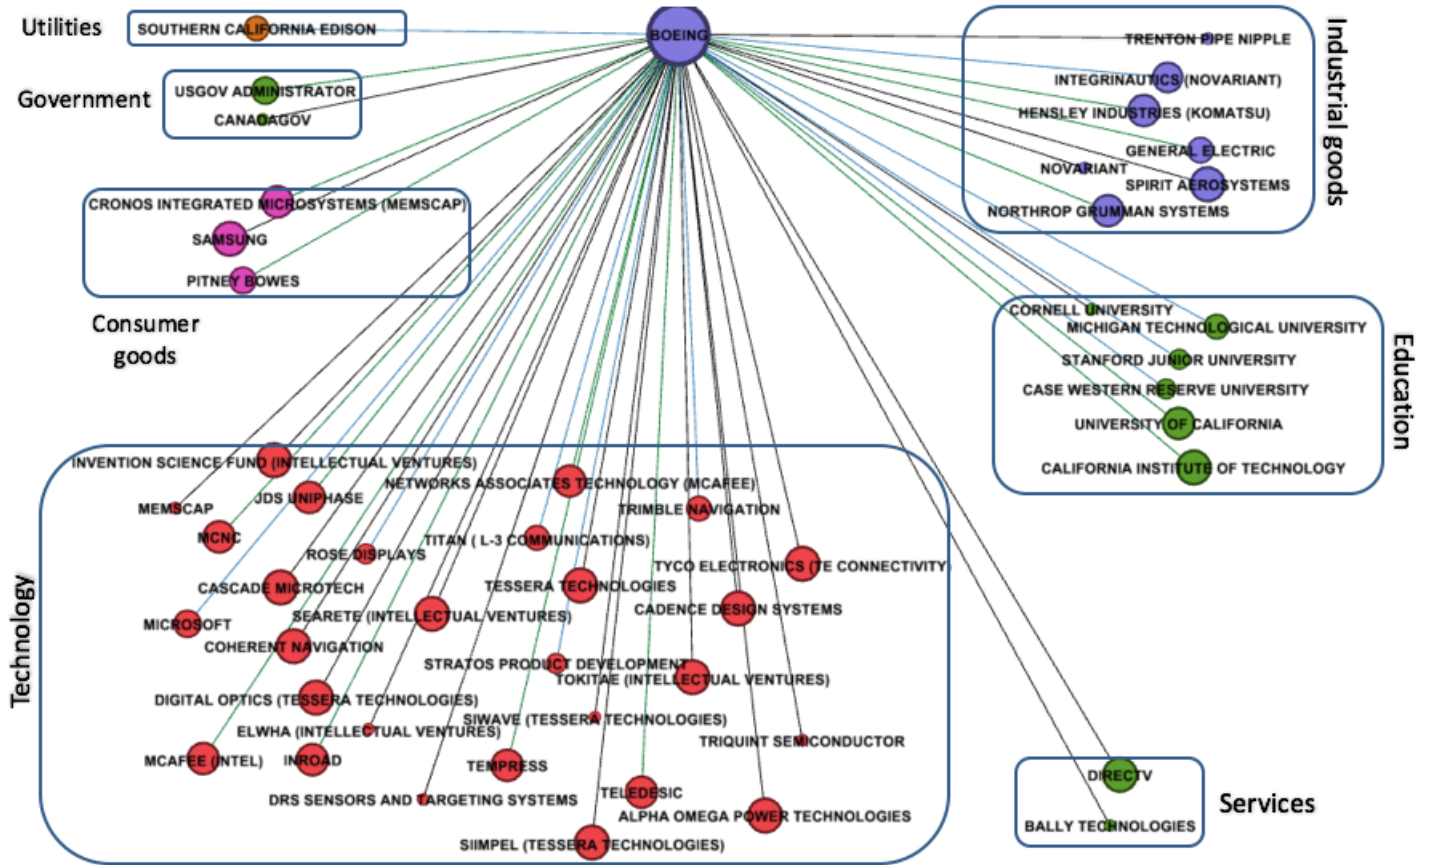 Utilities
SOUTHERN CALIFORNIA EDISON
BOEING
Government
USGOV ADMINISTRATOR
CANADAGOV
CRONOS INTEGRATED MICROSYSTEMS (MEMSCAP)
SAMSUNG
PITNEY BOWES
Consumer
goods
TRENTON PIPE NIPPLE
INTEGRINAUTICS (NOVARIANT)
HENSLEY INDUSTRIES (KOMATSU)
GENERAL ELECTRIC
NOVARIANT
SPIRIT AEROSYSTEMS
NORTHROP GRUMMAN SYSTEMS
Industrial goods
CORNELL UNIVERSITY
MICHIGAN TECHNOLOGICAL UNIVERSITY
STANFORD JUNIOR UNIVERSITY
CASE WESTERN RESERVE UNIVERSITY
UNIVERSITY OF CALIFORNIA
CALIFORNIA INSTITUTE OF TECHNOLOGY
Education
Technology
INVENTION SCIENCE FUND (INTELLECTUAL VENTURES)
NETWORKS ASSOCIATES TECHNOLOGY (MCAFEE)
JDS UNIPHASE
MEMSCAP
TRIMBLE NAVIGATION
MCNC
TITAN ( L-3 COMMUNICATIONS)
ROSE DISPLAYS
TYCO ELECTRONICS (TE CONNECTIVITY)
CASCADE MICROTECH
TESSERA TECHNOLOGIES
CADENCE DESIGN SYSTEMS
SEARETE (INTELLECTUAL VENTURES)
MICROSOFT
COHERENT NAVIGATION
STRATOS PRODUCT DEVELOPMENT
TOKITAE (INTELLECTUAL VENTURES)
DIGITAL OPTICS (TESSERA TECHNOLOGIES)
SIWAVE (TESSERA TECHNOLOGIES)
ELWHA (INTELLECTUAL VENTURES)
TRIQUINT SEMICONDUCTOR
MCAFEE (INTEL)
INROAD
TEMPRESS
DRS SENSORS AND TARGETING SYSTEMS
TELEDESIC
ALPHA OMEGA POWER TECHNOLOGIES
SIIMPEL (TESSERA TECHNOLOGIES)
DIRECTV
BALLY TECHNOLOGIES
Services